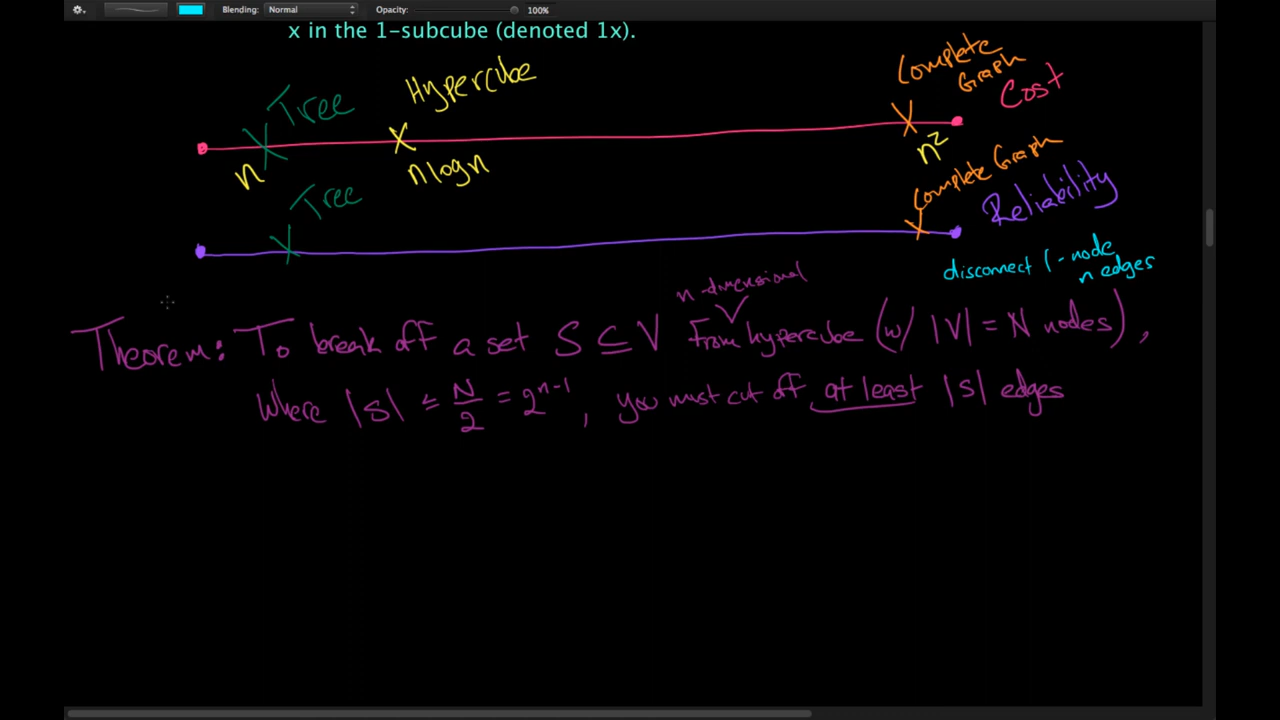 Blending: Normal Opacity: 100%
x in the 1-subcube (denoted 1x).
Tree Hypercube Complete Graph Cost
n nlogn n²
Tree Complete Graph Reliability
disconnect 1-node
n edges
n-dimensional
Theorem: To break off a set S ⊆ V from hypercube (w/ |V| = N nodes),
where |S| ≤ N/2 = 2^{n-1}, you must cut off at least |S| edges